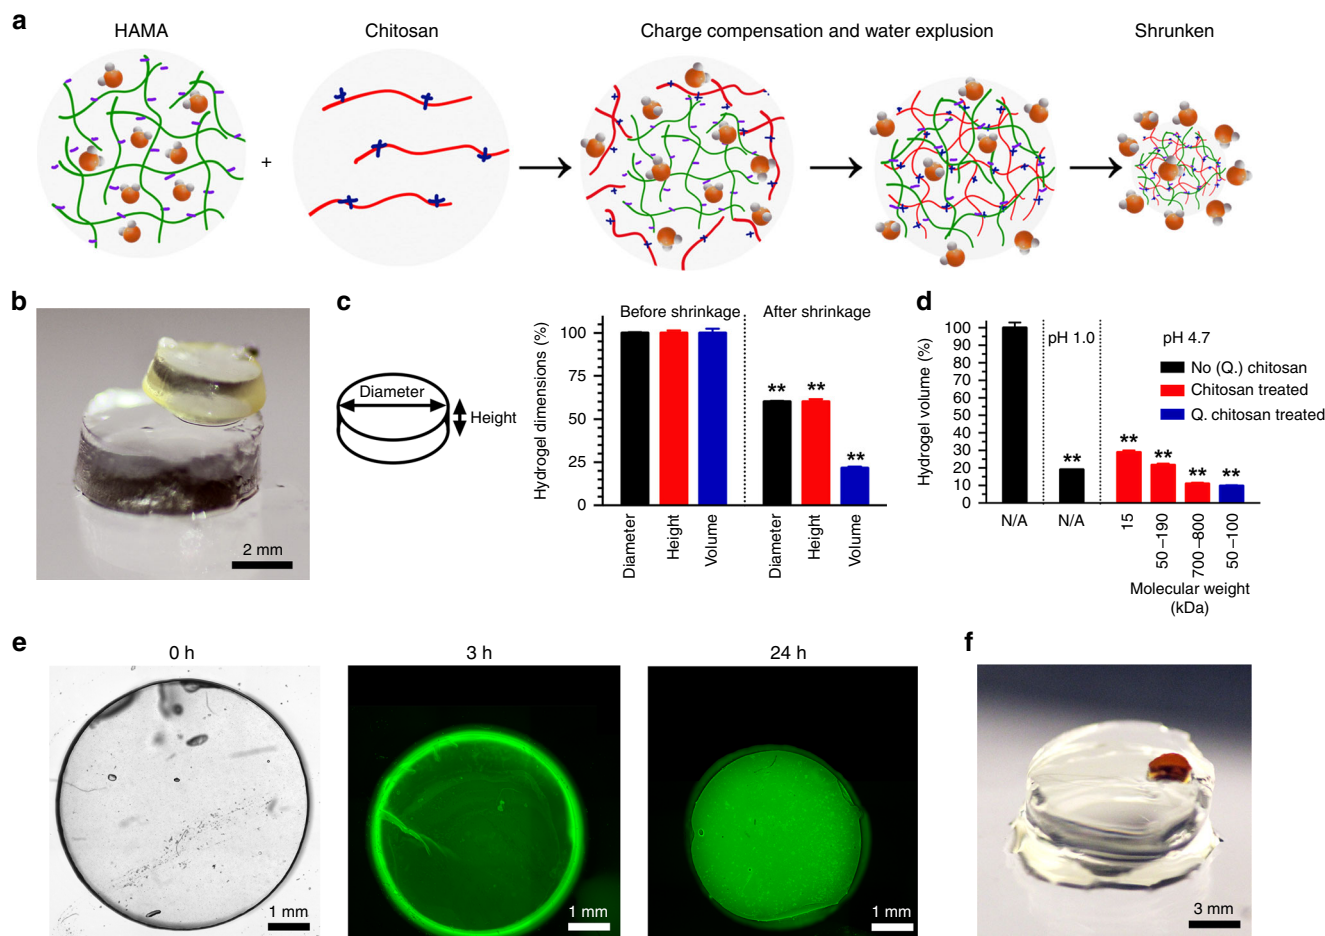 a
HAMA
Chitosan
Charge compensation and water explusion
Shrunken
+
b
2 mm
c
Diameter
Height
Hydrogel dimensions (%)
100
75
50
25
0
Before shrinkage
After shrinkage
** ** **
Diameter
Height
Volume
Diameter
Height
Volume
d
Hydrogel volume (%)
100
90
80
70
60
50
40
30
20
10
0
pH 1.0
pH 4.7
No (Q.) chitosan
Chitosan treated
Q. chitosan treated
** ** ** ** **
N/A
N/A
15
50–190
700–800
50–100
Molecular weight
(kDa)
e
0 h
3 h
24 h
1 mm
1 mm
1 mm
f
3 mm